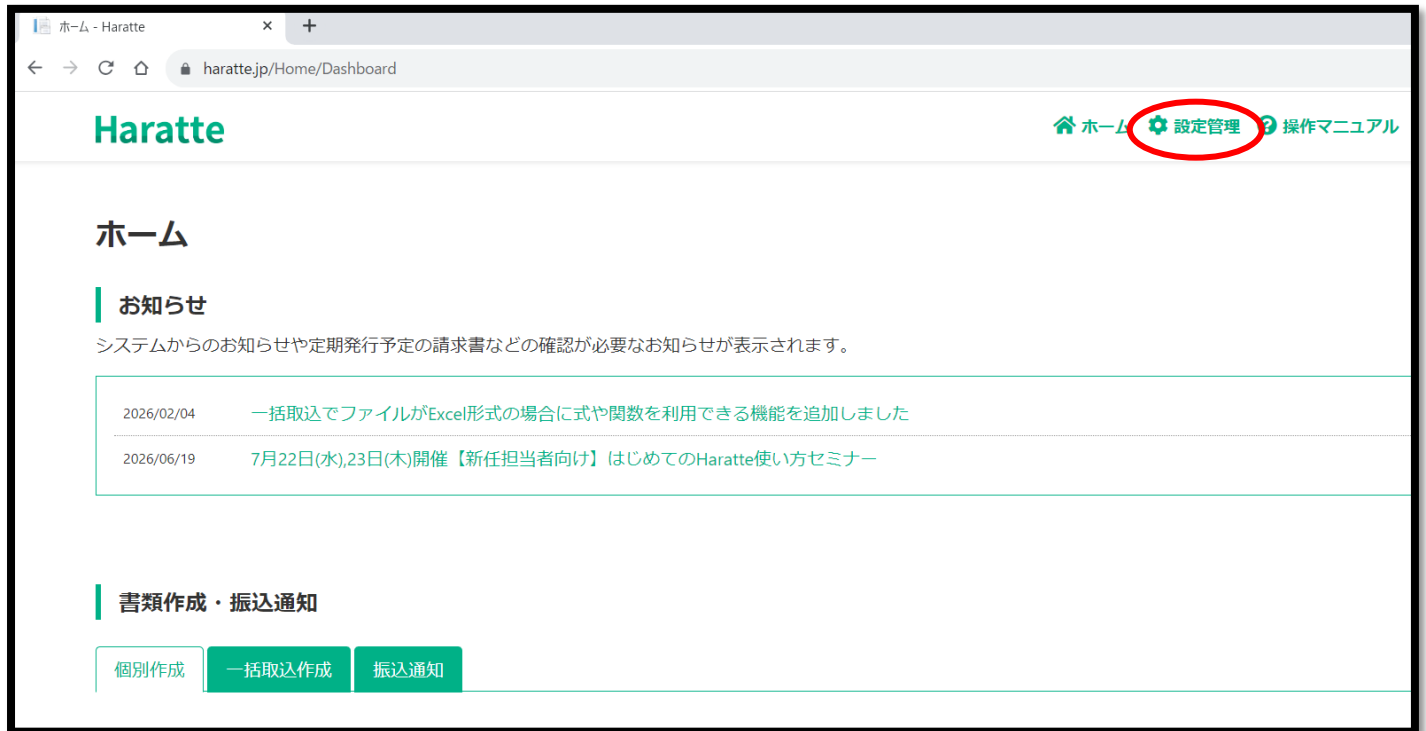 ホーム - Haratte
haratte.jp/Home/Dashboard
Haratte
ホーム 設定管理 操作マニュアル
ホーム
お知らせ
システムからのお知らせや定期発行予定の請求書などの確認が必要なお知らせが表示されます。
2026/02/04 一括取込でファイルがExcel形式の場合に式や関数を利用できる機能を追加しました
2026/06/19 7月22日(水),23日(木)開催【新任担当者向け】はじめてのHaratte使い方セミナー
書類作成・振込通知
個別作成 一括取込作成 振込通知